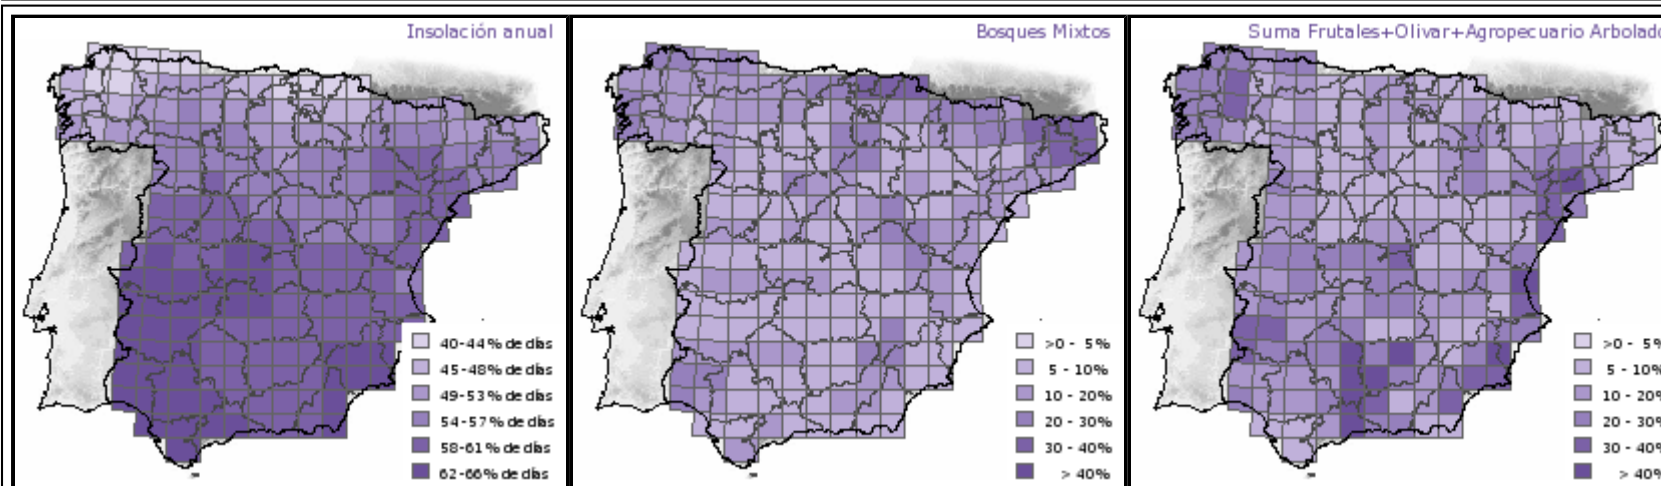 Insolación anual
40-44% de días
45-48% de días
49-53% de días
54-57% de días
58-61% de días
62-66% de días
Bosques Mixtos
>0 - 5%
5 - 10%
10 - 20%
20 - 30%
30 - 40%
> 40%
Suma Frutales+Olivar+Agropecuario Arbolado
>0 - 5%
5 - 10%
10 - 20%
20 - 30%
30 - 40%
> 40%